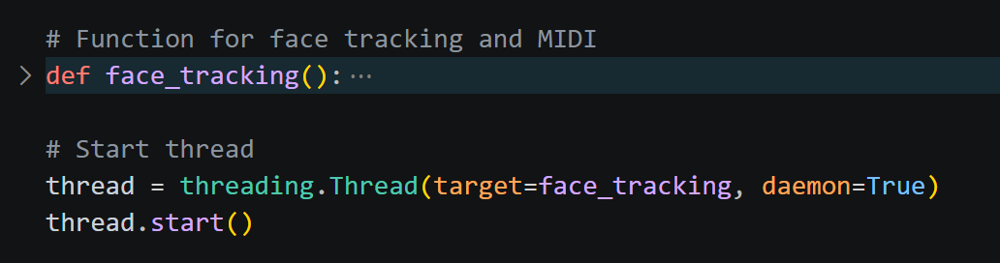 # Function for face tracking and MIDI
def face_tracking():···
# Start thread
thread = threading.Thread(target=face_tracking, daemon=True)
thread.start()